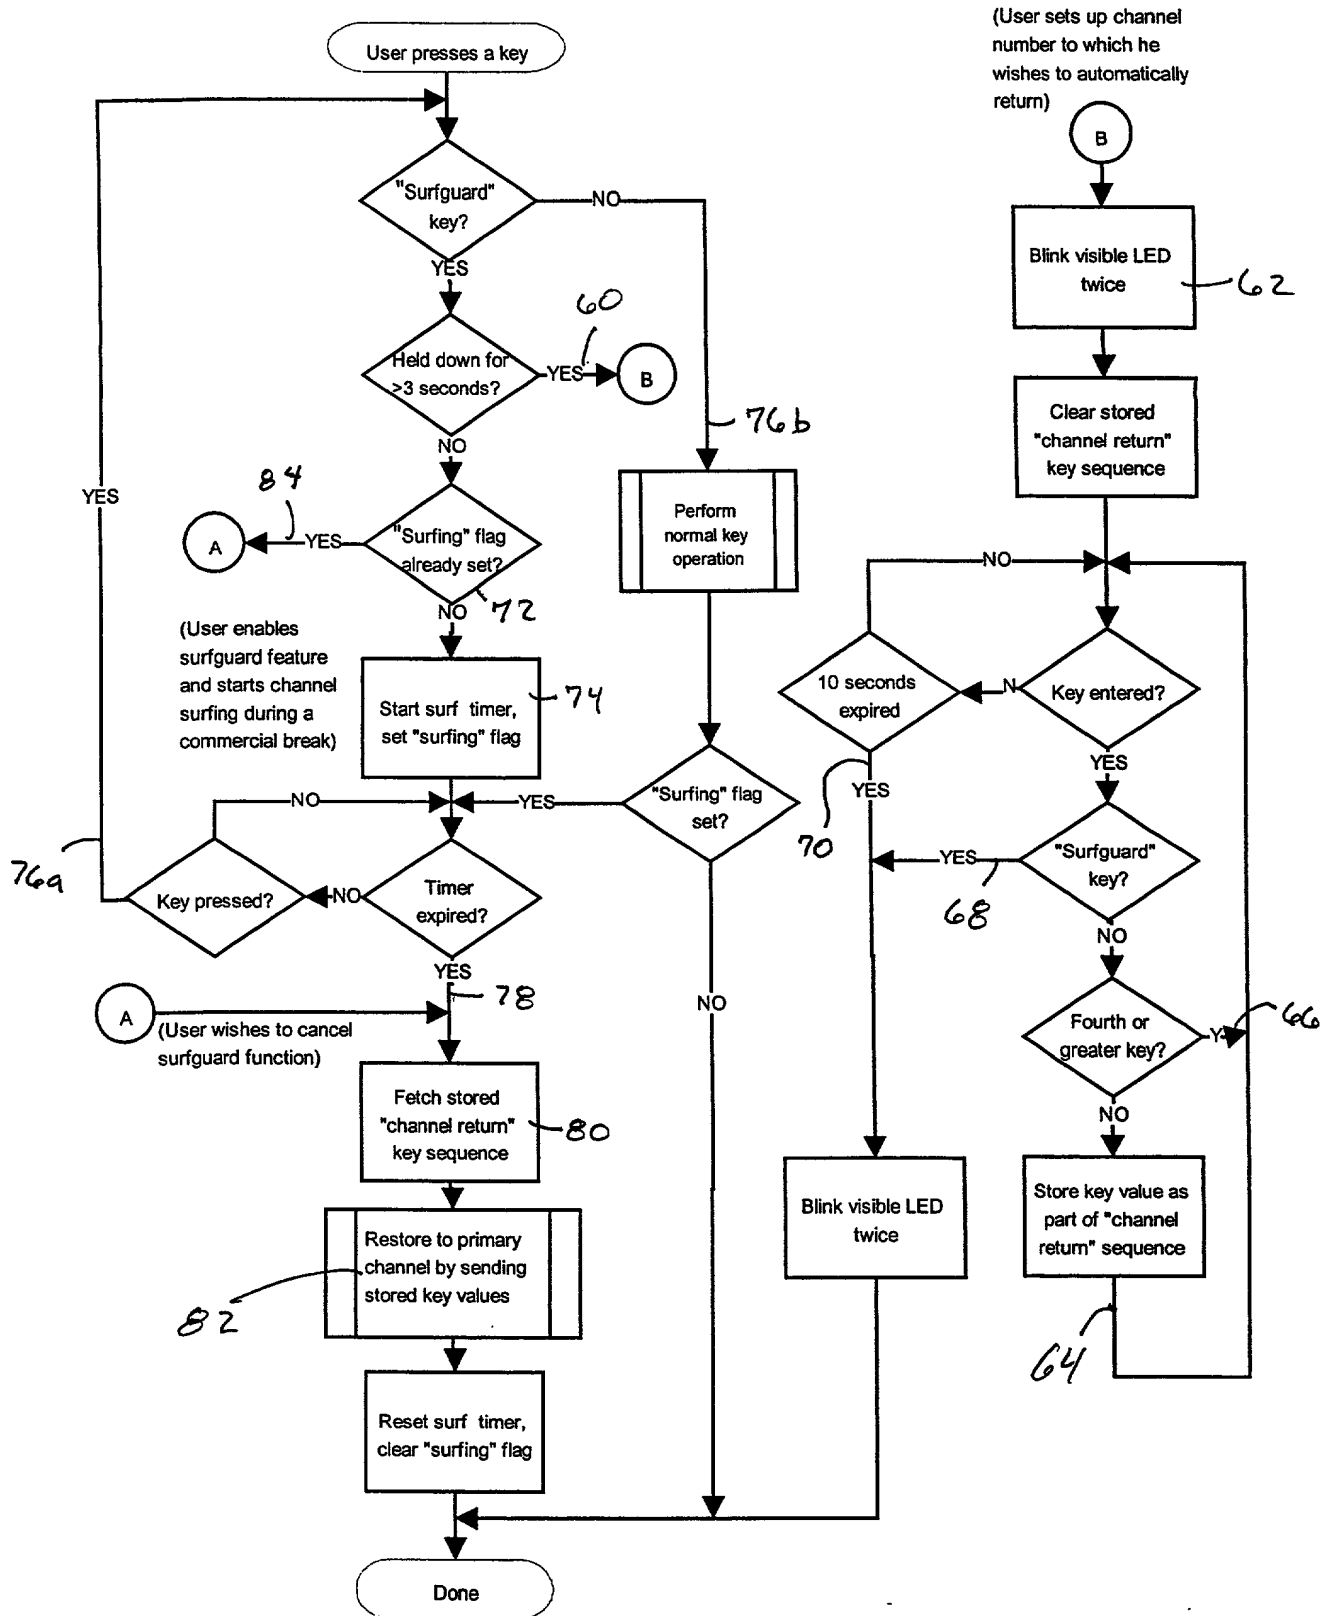 User presses a key
"Surfguard"
key?
NO
YES
Held down for
>3 seconds?
YES
60
B
NO
76b
84
A
YES
"Surfing" flag
already set?
72
NO
YES
Perform
normal key
operation
(User enables
surfguard feature
and starts channel
surfing during a
commercial break)
Start surf timer,
set "surfing" flag
74
NO
YES
"Surfing" flag
set?
76a
Key pressed?
NO
Timer
expired?
YES
78
NO
A
(User wishes to cancel
surfguard function)
Fetch stored
"channel return"
key sequence
80
Restore to primary
channel by sending
stored key values
82
Reset surf timer,
clear "surfing" flag
Done
(User sets up channel
number to which he
wishes to automatically
return)
B
Blink visible LED
twice
62
Clear stored
"channel return"
key sequence
NO
10 seconds
expired
N
Key entered?
70
YES
YES
"Surfguard"
key?
YES
68
NO
Fourth or
greater key?
Y
66
NO
Store key value as
part of "channel
return" sequence
64
Blink visible LED
twice